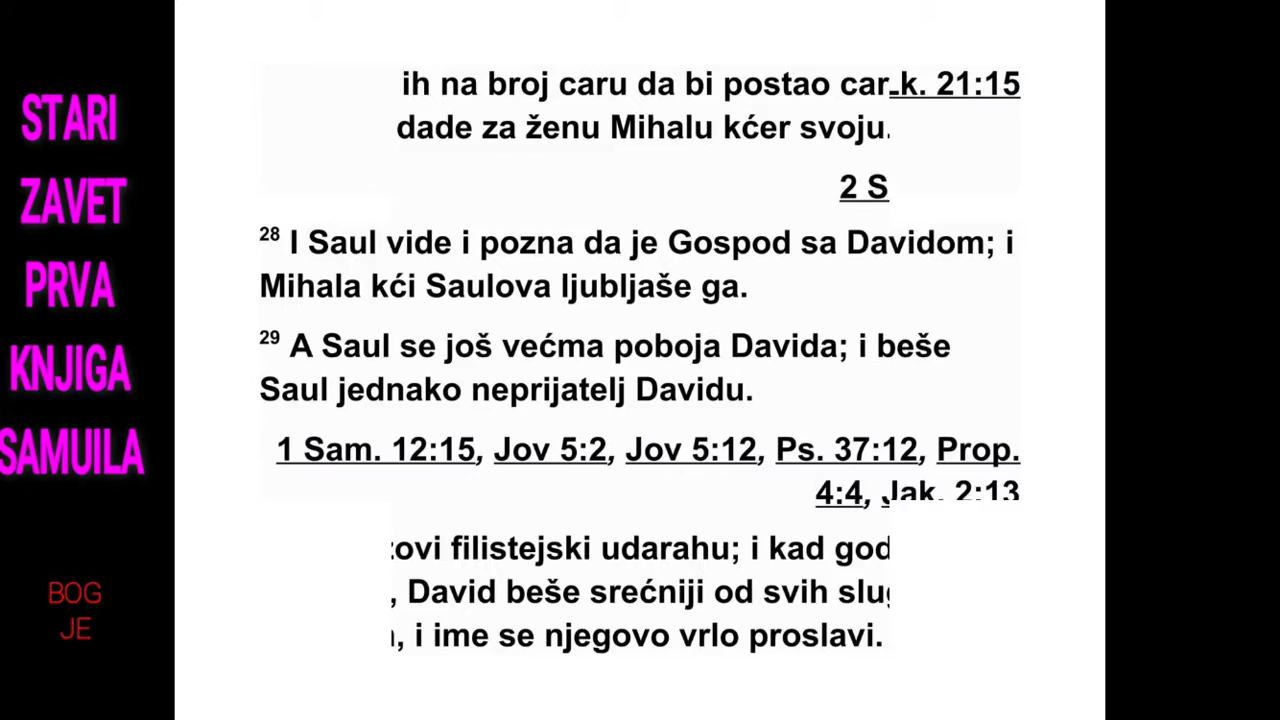 STARI
ZAVET
PRVA
KNJIGA
SAMUILA
BOG
JE
ih na broj caru da bi postao car k. 21:15
dade za ženu Mihalu kćer svoju.
2 S
28 I Saul vide i pozna da je Gospod sa Davidom; i
Mihala kći Saulova ljubljaše ga.
29 A Saul se još većma poboja Davida; i beše
Saul jednako neprijatelj Davidu.
1 Sam. 12:15, Jov 5:2, Jov 5:12, Ps. 37:12, Prop.
4:4, Jak. 2:13
ovi filistejski udarahu; i kad god
, David beše srećniji od svih slu
, i ime se njegovo vrlo proslavi.